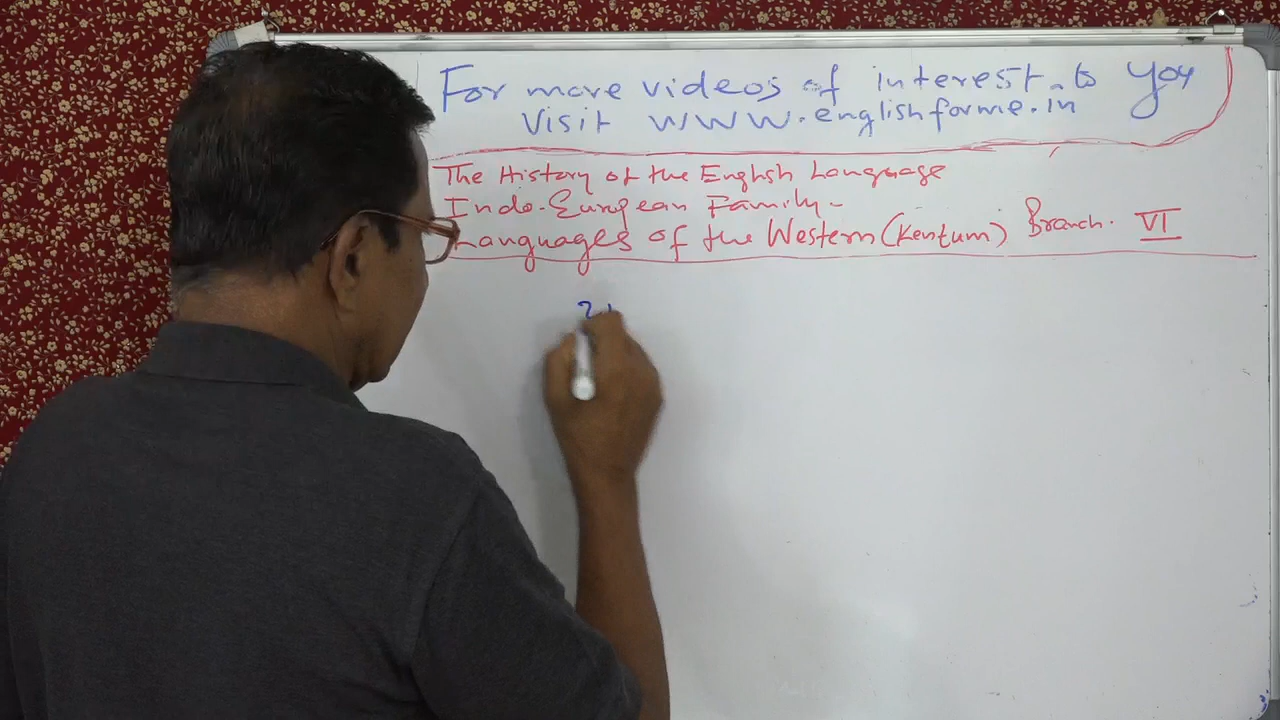 For more videos of interest to you
Visit www.englishforme.in
The History of the English Language
Indo-European Family-
Languages of the Western (Kentum) Branch. VI